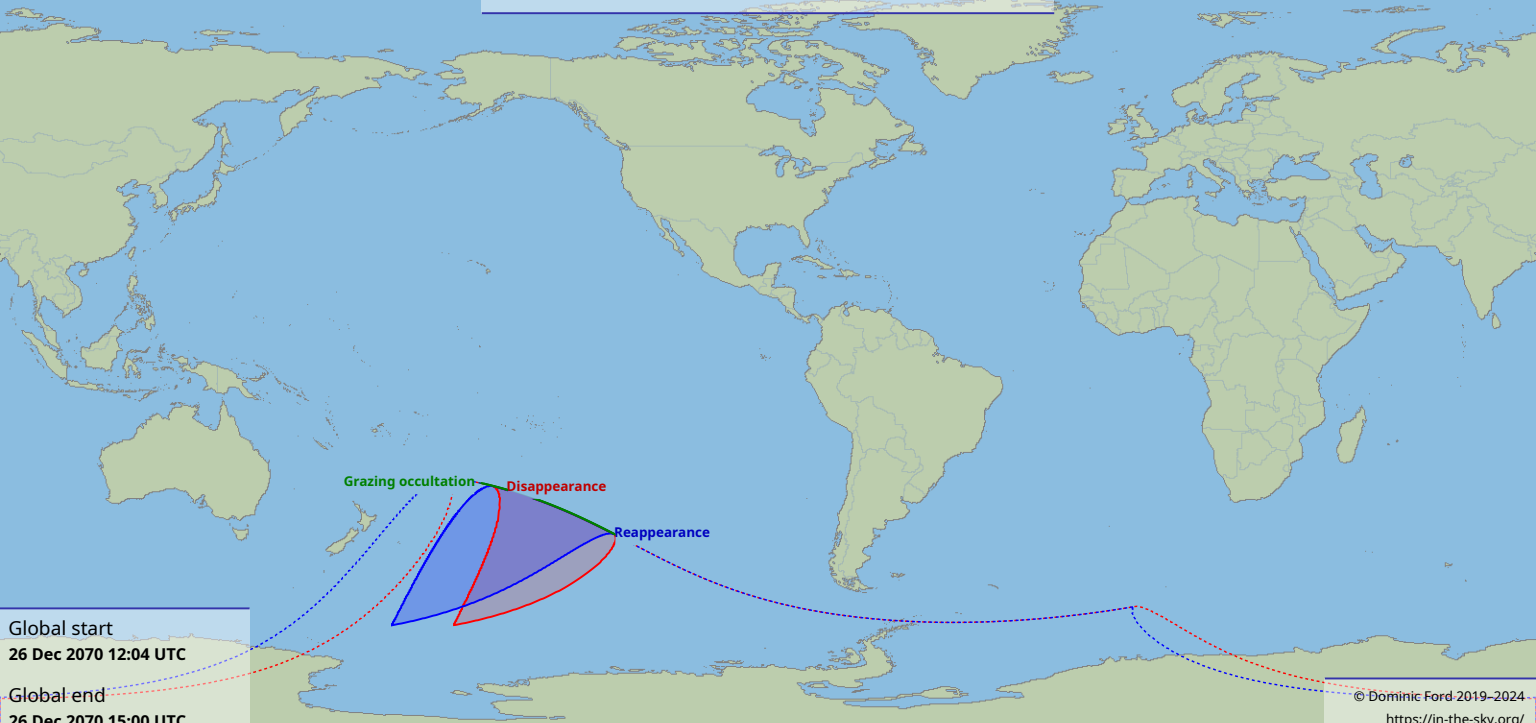 Grazing occultation
Disappearance
Reappearance
Global start
26 Dec 2070 12:04 UTC
Global end
26 Dec 2070 15:00 UTC
© Dominic Ford 2019–2024
https://in-the-sky.org/